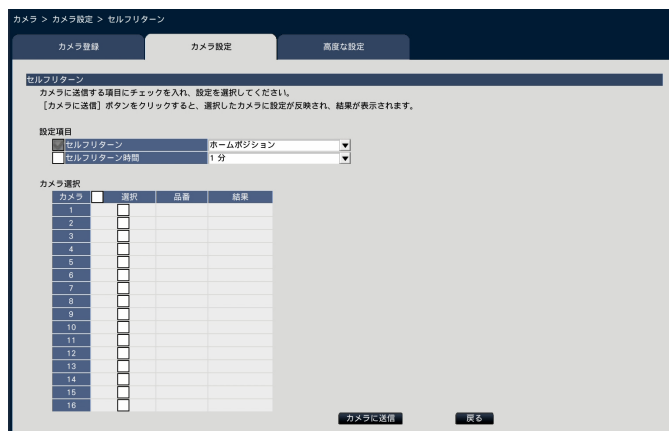 カメラ > カメラ設定 > セルフリターン
カメラ登録 カメラ設定 高度な設定
セルフリターン
カメラに送信する項目にチェックを入れ、設定を選択してください。
［カメラに送信］ボタンをクリックすると、選択したカメラに設定が反映され、結果が表示されます。
設定項目
セルフリターン ホームポジション
セルフリターン時間 1 分
カメラ選択
カメラ 選択 品番 結果
1
2
3
4
5
6
7
8
9
10
11
12
13
14
15
16
カメラに送信 戻る